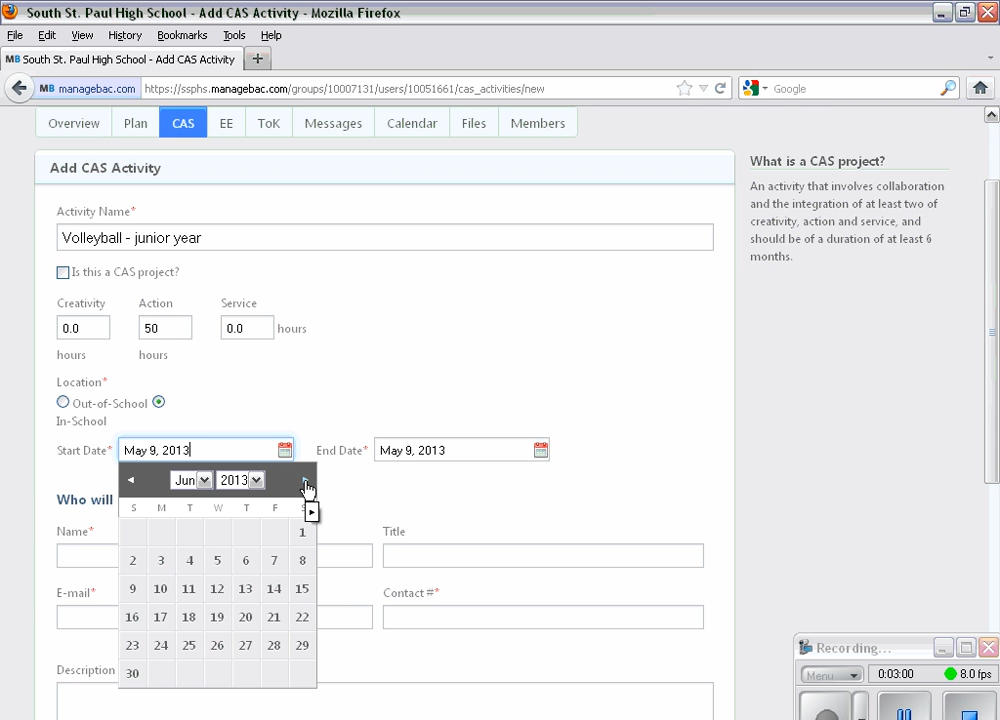 South St. Paul High School - Add CAS Activity - Mozilla Firefox
File Edit View History Bookmarks Tools Help
MB South St. Paul High School - Add CAS Activity
MB managebac.com https://ssphs.managebac.com/groups/10007131/users/10051661/cas_activities/new Google
Overview Plan CAS EE ToK Messages Calendar Files Members
Add CAS Activity
Activity Name*
Volleyball - junior year
Is this a CAS project?
Creativity Action Service
0.0 50 0.0 hours
hours hours
Location*
Out-of-School
In-School
Start Date* May 9, 2013 End Date* May 9, 2013
Jun 2013
S M T W T F S
1
2 3 4 5 6 7 8
9 10 11 12 13 14 15
16 17 18 19 20 21 22
23 24 25 26 27 28 29
30
Who will
Name* Title
E-mail* Contact #*
Description
What is a CAS project?
An activity that involves collaboration
and the integration of at least two of
creativity, action and service, and
should be of a duration of at least 6
months.
Recording...
Menu 0:03:00 8.0 fps